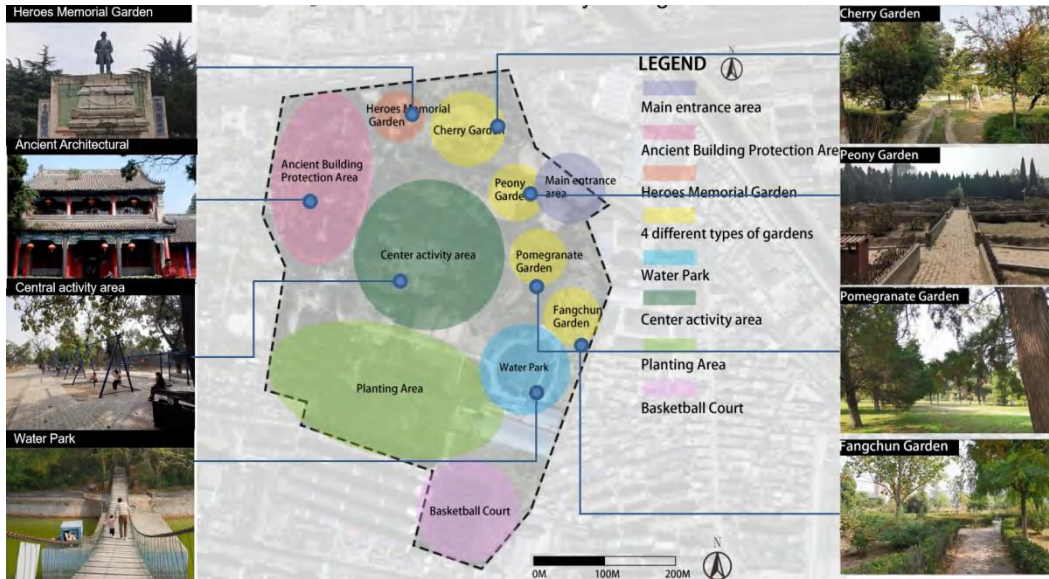 Heroes Memorial Garden
Ancient Architectural
Central activity area
Water Park
Heroes Memorial
Garden
Cherry Garden
Ancient Building
Protection Area
Peony
Garden
Main entrance
area
Center activity area
Pomegranate
Garden
Fangchun
Garden
Water Park
Planting Area
Basketball Court
0M
100M
200M
N
LEGEND
N
Main entrance area
Ancient Building Protection Are
Heroes Memorial Garden
4 different types of gardens
Water Park
Center activity area
Planting Area
Basketball Court
Cherry Garden
Peony Garden
Pomegranate Garden
Fangchun Garden